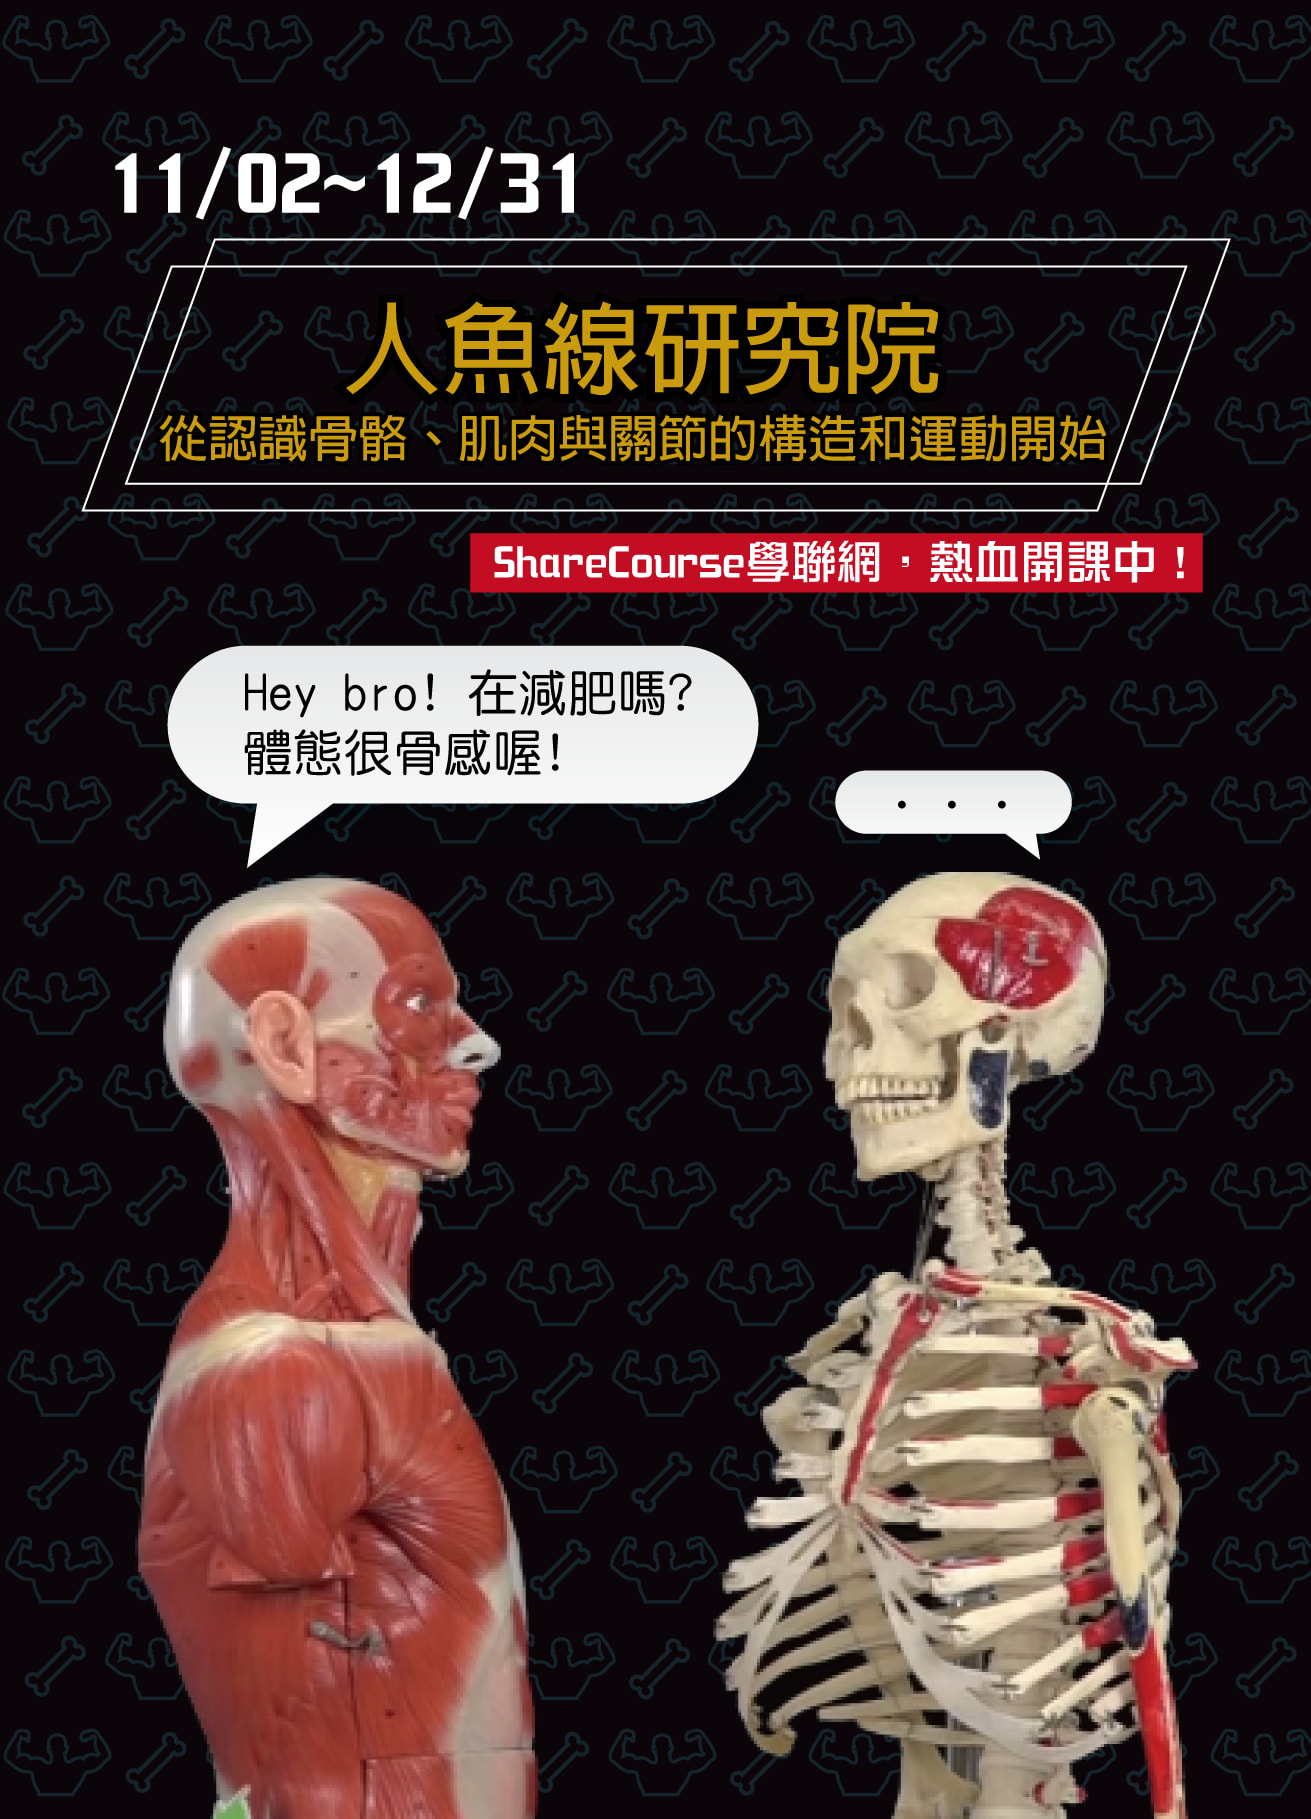 11/02~12/31
人魚線研究院
從認識骨骼、肌肉與關節的構造和運動開始
ShareCourse學聯網，熱血開課中！
Hey bro! 在減肥嗎?
體態很骨感喔!
...